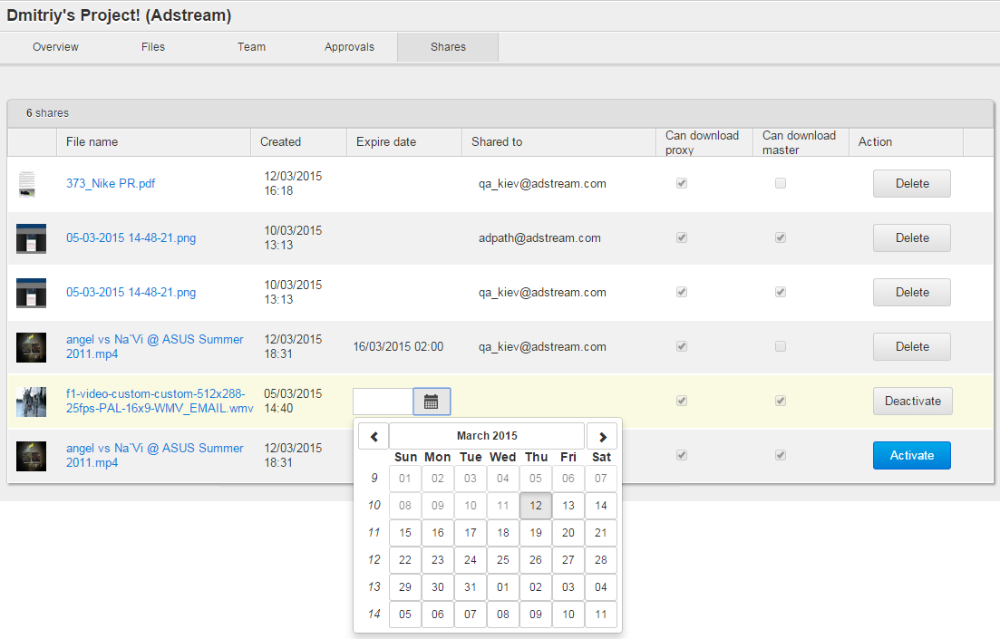 Dmitriy's Project! (Adstream)
Overview Files Team Approvals Shares
6 shares
File name Created Expire date Shared to Can download proxy Can download master Action
373_Nike PR.pdf 12/03/2015 16:18 qa_kiev@adstream.com Delete
05-03-2015 14-48-21.png 10/03/2015 13:13 adpath@adstream.com Delete
05-03-2015 14-48-21.png 10/03/2015 13:13 qa_kiev@adstream.com Delete
angel vs Na`Vi @ ASUS Summer 2011.mp4 12/03/2015 18:31 16/03/2015 02:00 qa_kiev@adstream.com Delete
f1-video-custom-custom-512x288-25fps-PAL-16x9-WMV_EMAIL.wmv 05/03/2015 14:40 Deactivate
angel vs Na`Vi @ ASUS Summer 2011.mp4 12/03/2015 18:31 Activate
March 2015
Sun Mon Tue Wed Thu Fri Sat
9 01 02 03 04 05 06 07
10 08 09 10 11 12 13 14
11 15 16 17 18 19 20 21
12 22 23 24 25 26 27 28
13 29 30 31 01 02 03 04
14 05 06 07 08 09 10 11